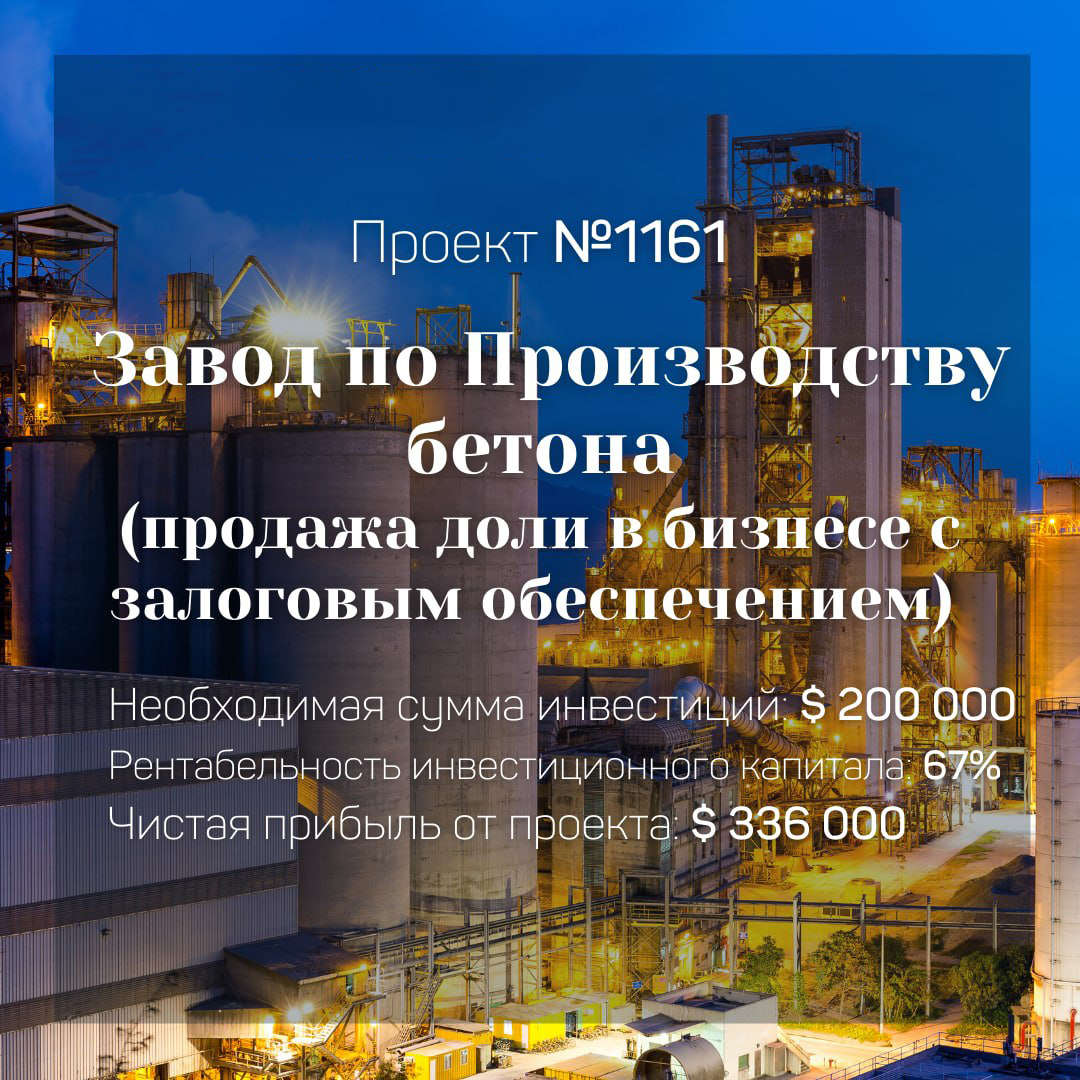 Проект №1161
Завод по Производству
бетона
(продажа доли в бизнесе с
залоговым обеспечением)
Необходимая сумма инвестиций: $ 200 000
Рентабельность инвестиционного капитала: 67%
Чистая прибыль от проекта: $ 336 000